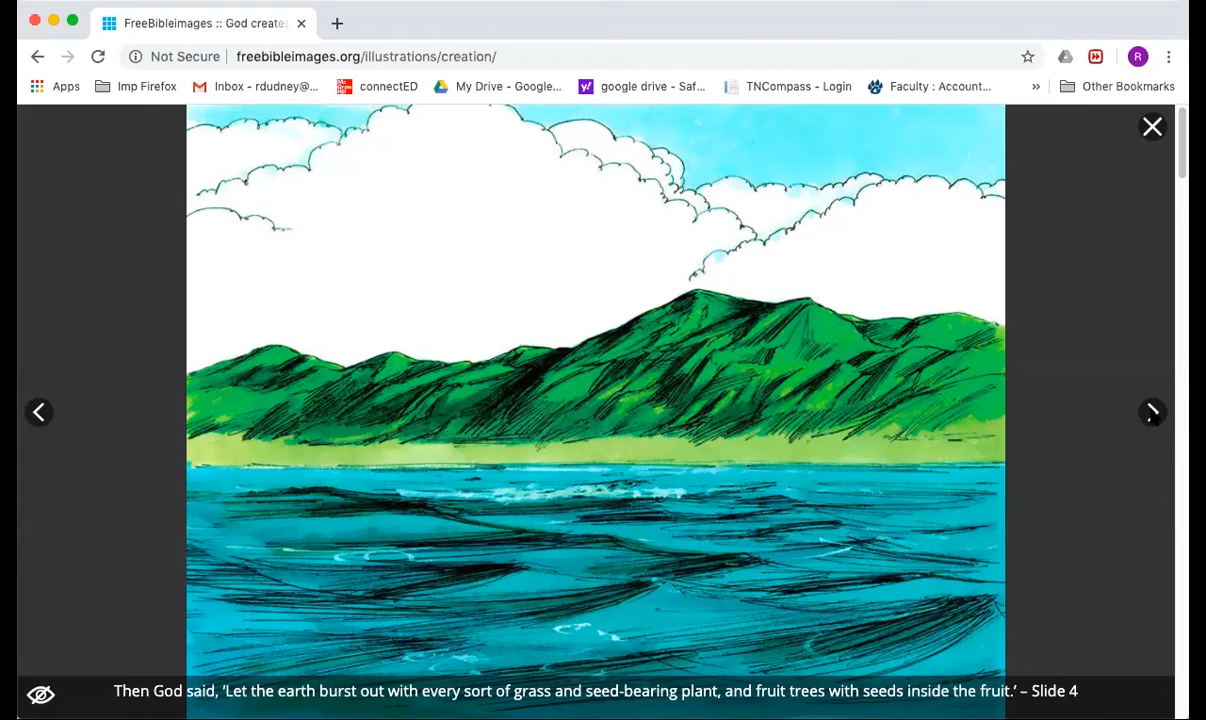 FreeBibleimages :: God creates
Not Secure freebibleimages.org/illustrations/creation/
R
Apps Imp Firefox Inbox - rdudney@... connectED My Drive - Google... google drive - Saf... TNCompass - Login Faculty : Account... » Other Bookmarks
Then God said, ‘Let the earth burst out with every sort of grass and seed-bearing plant, and fruit trees with seeds inside the fruit.’ – Slide 4